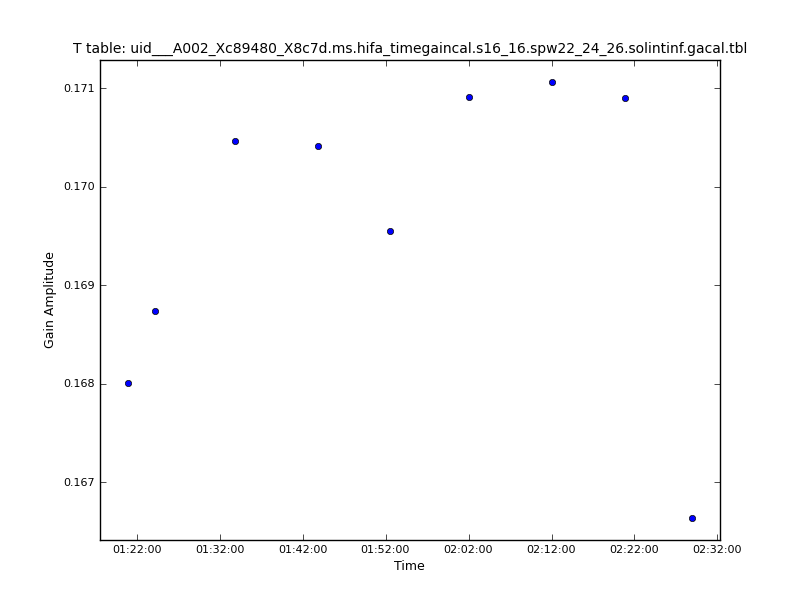 T table: uid___A002_Xc89480_X8c7d.ms.hifa_timegaincal.s16_16.spw22_24_26.solintinf.gacal.tbl
0.171
0.170
0.169
0.168
0.167
Gain Amplitude
01:22:00 01:32:00 01:42:00 01:52:00 02:02:00 02:12:00 02:22:00 02:32:00
Time